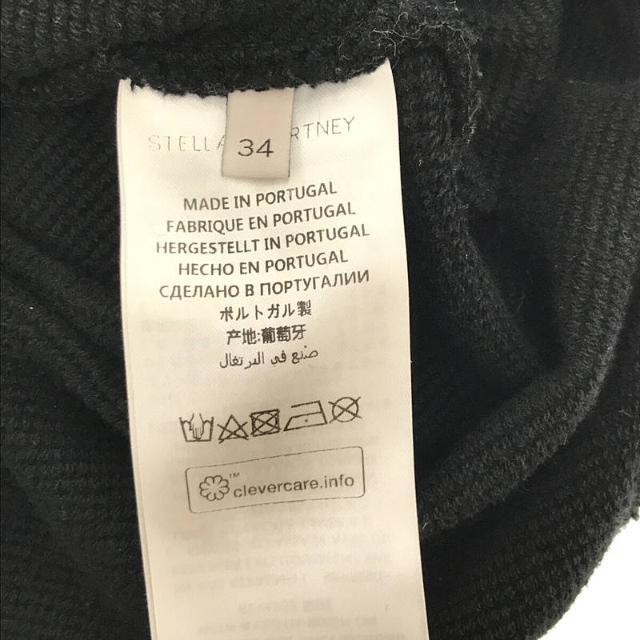 STELLA RTNEY
34
MADE IN PORTUGAL
FABRIQUE EN PORTUGAL
HERGESTELLT IN PORTUGAL
HECHO EN PORTUGAL
СДЕЛАНО В ПОРТУГАЛИИ
ポルトガル製
产地:葡萄牙
صنع في البرتغال
™ clevercare.info